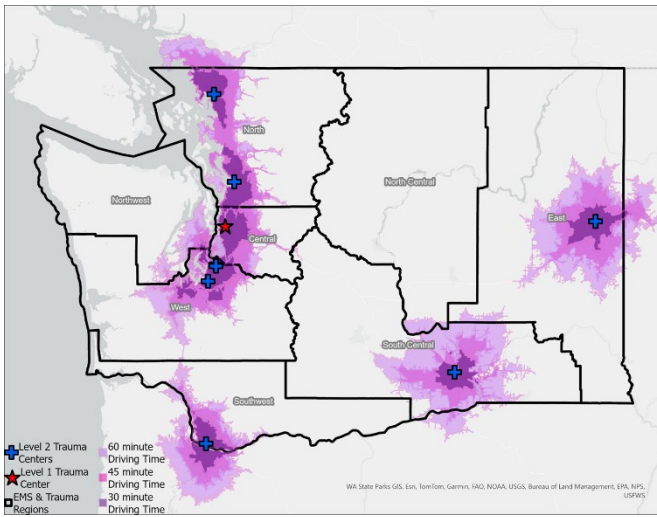 North
Northwest
North Central
East
Central
West
South Central
Southwest
Level 2 Trauma
Centers
Level 1 Trauma
Center
EMS & Trauma
Regions
60 minute
Driving Time
45 minute
Driving Time
30 minute
Driving Time
WA State Parks GIS, Esri, TomTom, Garmin, FAO, NOAA, USGS, Bureau of Land Management, EPA, NPS,
USFWS